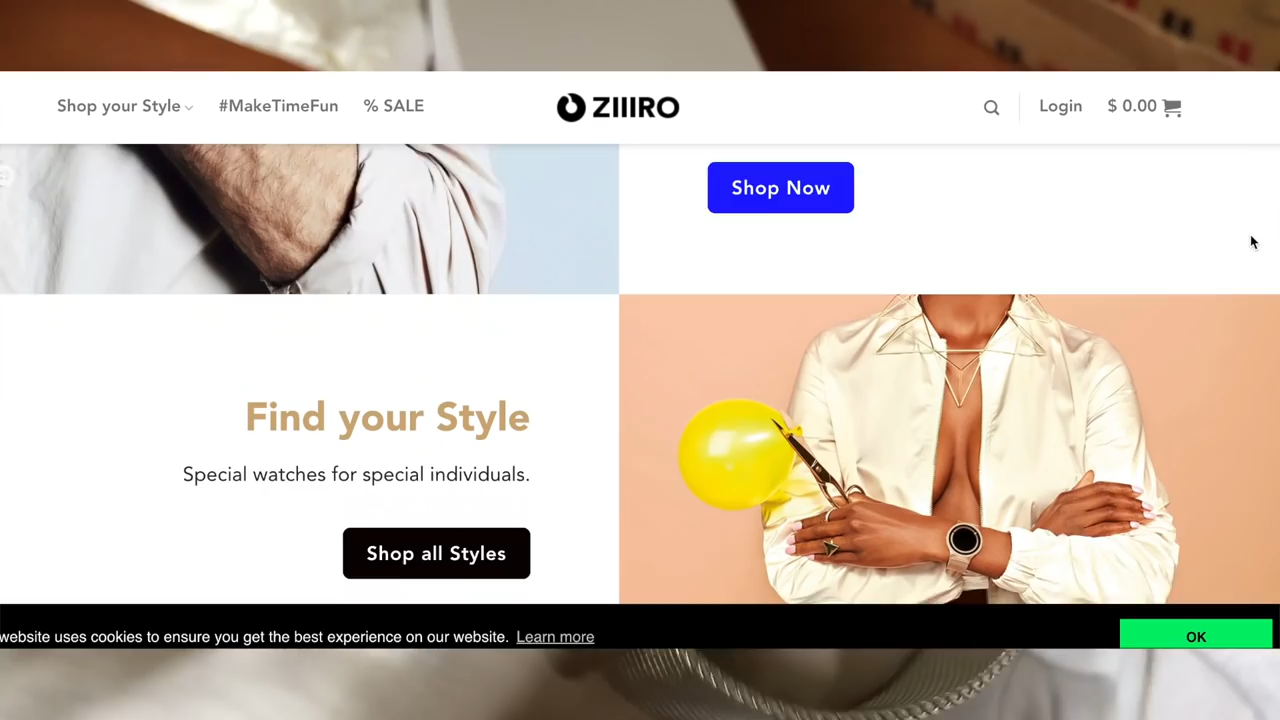 Shop your Style
#MakeTimeFun
% SALE
ZIIIRO
Login
$ 0.00
Shop Now
Find your Style
Special watches for special individuals.
Shop all Styles
website uses cookies to ensure you get the best experience on our website. Learn more
OK